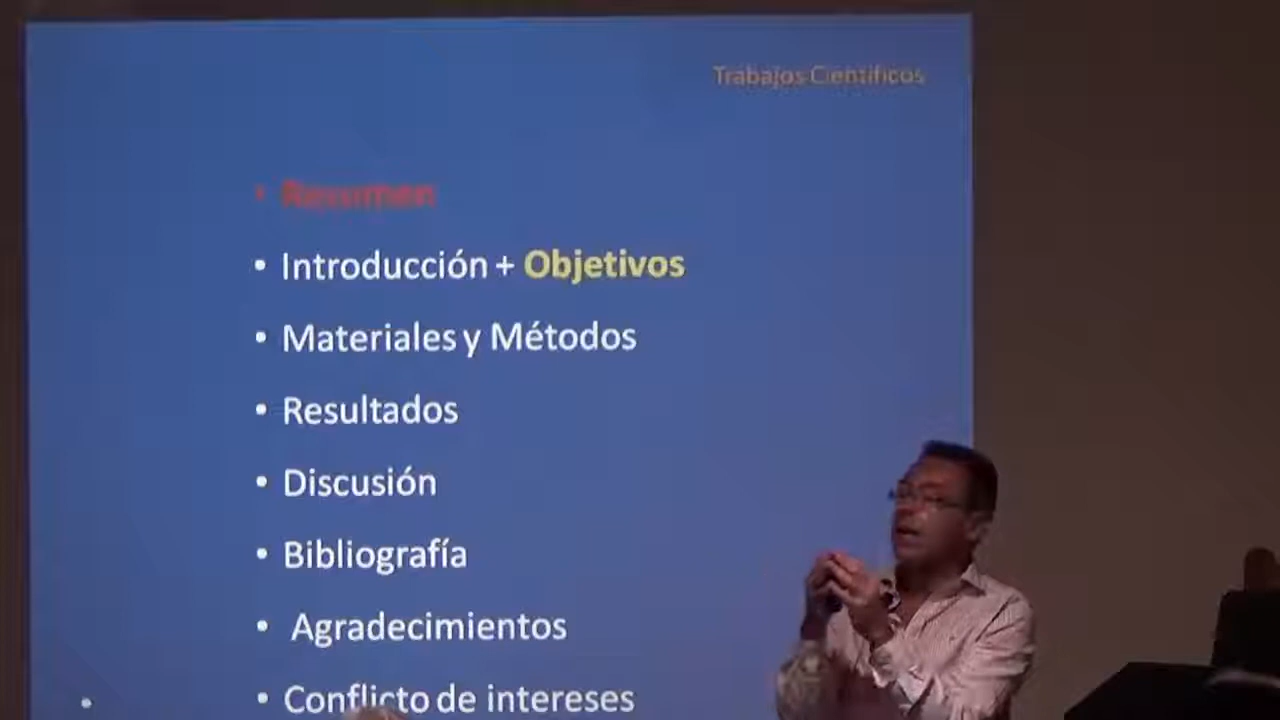 Trabajos Científicos
• Resumen
• Introducción + Objetivos
• Materiales y Métodos
• Resultados
• Discusión
• Bibliografía
• Agradecimientos
• Conflicto de intereses